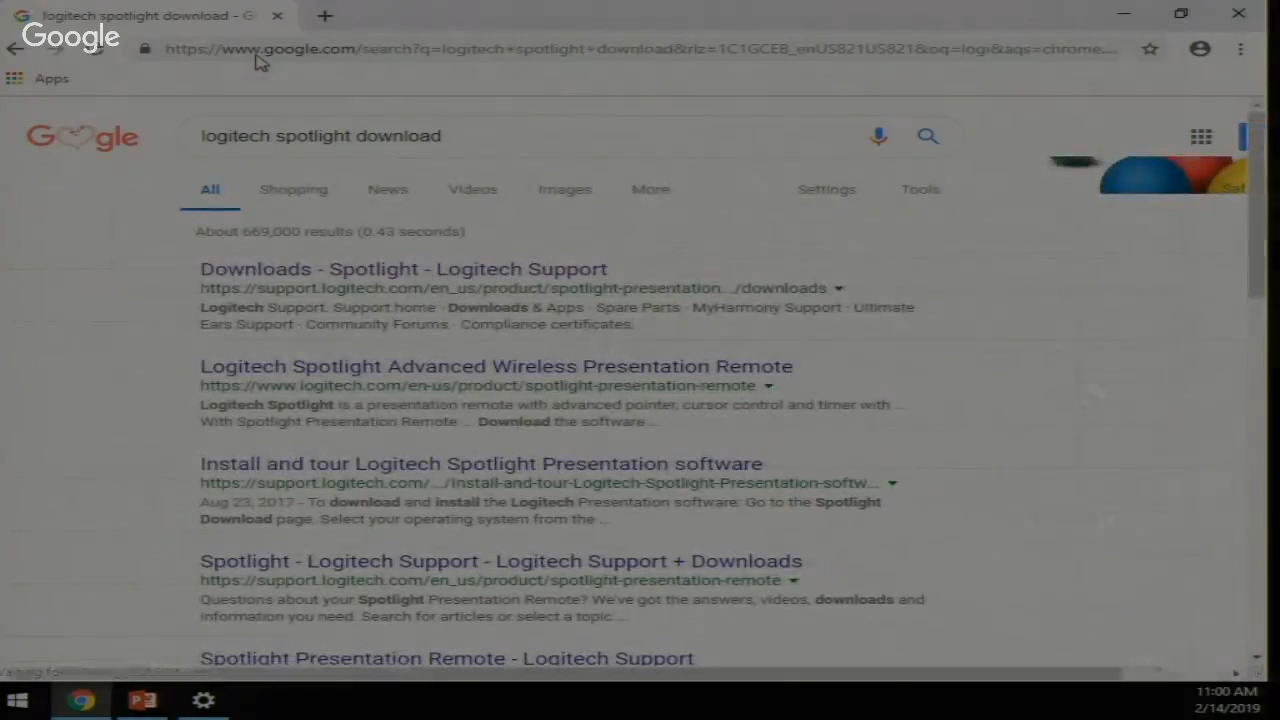 logitech spotlight download - G
Google
https://www.google.com/search?q=logitech+spotlight+download&rlz=1C1GCEB_enUS821US821&oq=logi&aqs=chrome....
Apps
Google
logitech spotlight download
All Shopping News Videos Images More Settings Tools
About 669,000 results (0.43 seconds)
Downloads - Spotlight - Logitech Support
https://support.logitech.com/en_us/product/spotlight-presentation.../downloads
Logitech Support. Support home · Downloads & Apps · Spare Parts · MyHarmony Support · Ultimate
Ears Support · Community Forums · Compliance certificates.
Logitech Spotlight Advanced Wireless Presentation Remote
https://www.logitech.com/en-us/product/spotlight-presentation-remote
Logitech Spotlight is a presentation remote with advanced pointer, cursor control and timer with ...
With Spotlight Presentation Remote ... Download the software ...
Install and tour Logitech Spotlight Presentation software
https://support.logitech.com/.../Install-and-tour-Logitech-Spotlight-Presentation-softw...
Aug 23, 2017 - To download and install the Logitech Presentation software: Go to the Spotlight
Download page. Select your operating system from the ...
Spotlight - Logitech Support - Logitech Support + Downloads
https://support.logitech.com/en_us/product/spotlight-presentation-remote
Questions about your Spotlight Presentation Remote? We've got the answers, videos, downloads and
information you need. Search for articles or select a topic ...
Spotlight Presentation Remote - Logitech Support
11:00 AM
2/14/2019